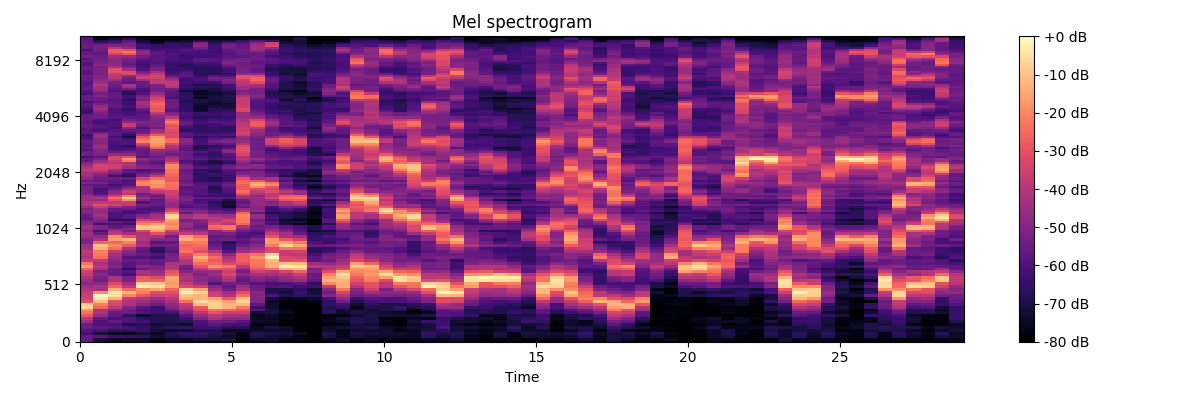 Mel spectrogram
8192
4096
2048
1024
512
0
Hz
0
5
10
15
20
25
Time
+0 dB
-10 dB
-20 dB
-30 dB
-40 dB
-50 dB
-60 dB
-70 dB
-80 dB